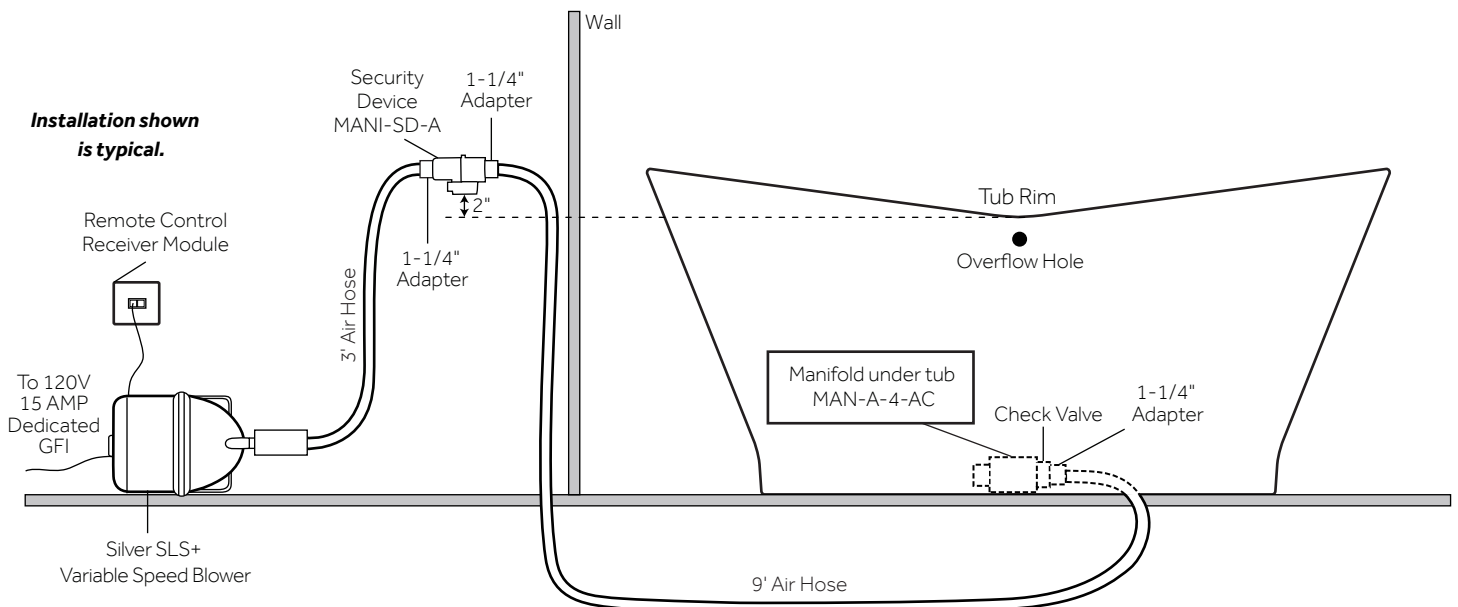 Wall
Security
Device
MANI-SD-A
1-1/4"
Adapter
Installation shown
is typical.
2"
Tub Rim
Remote Control
Receiver Module
1-1/4"
Adapter
Overflow Hole
3' Air Hose
To 120V
15 AMP
Dedicated
GFI
Manifold under tub
MAN-A-4-AC
Check Valve
1-1/4"
Adapter
Silver SLS+
Variable Speed Blower
9' Air Hose